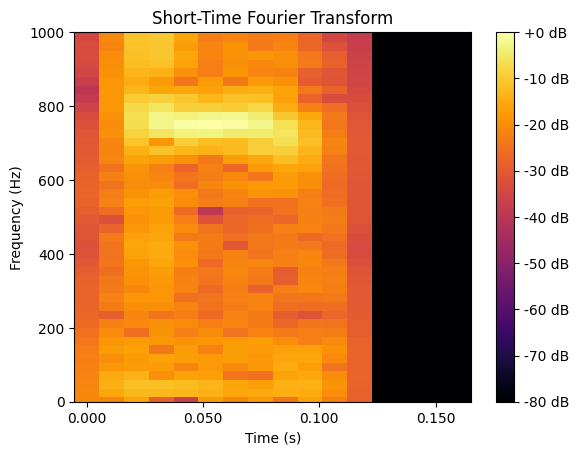 Short-Time Fourier Transform
1000
800
600
400
200
0
Frequency (Hz)
0.000
0.050
0.100
0.150
Time (s)
+0 dB
-10 dB
-20 dB
-30 dB
-40 dB
-50 dB
-60 dB
-70 dB
-80 dB